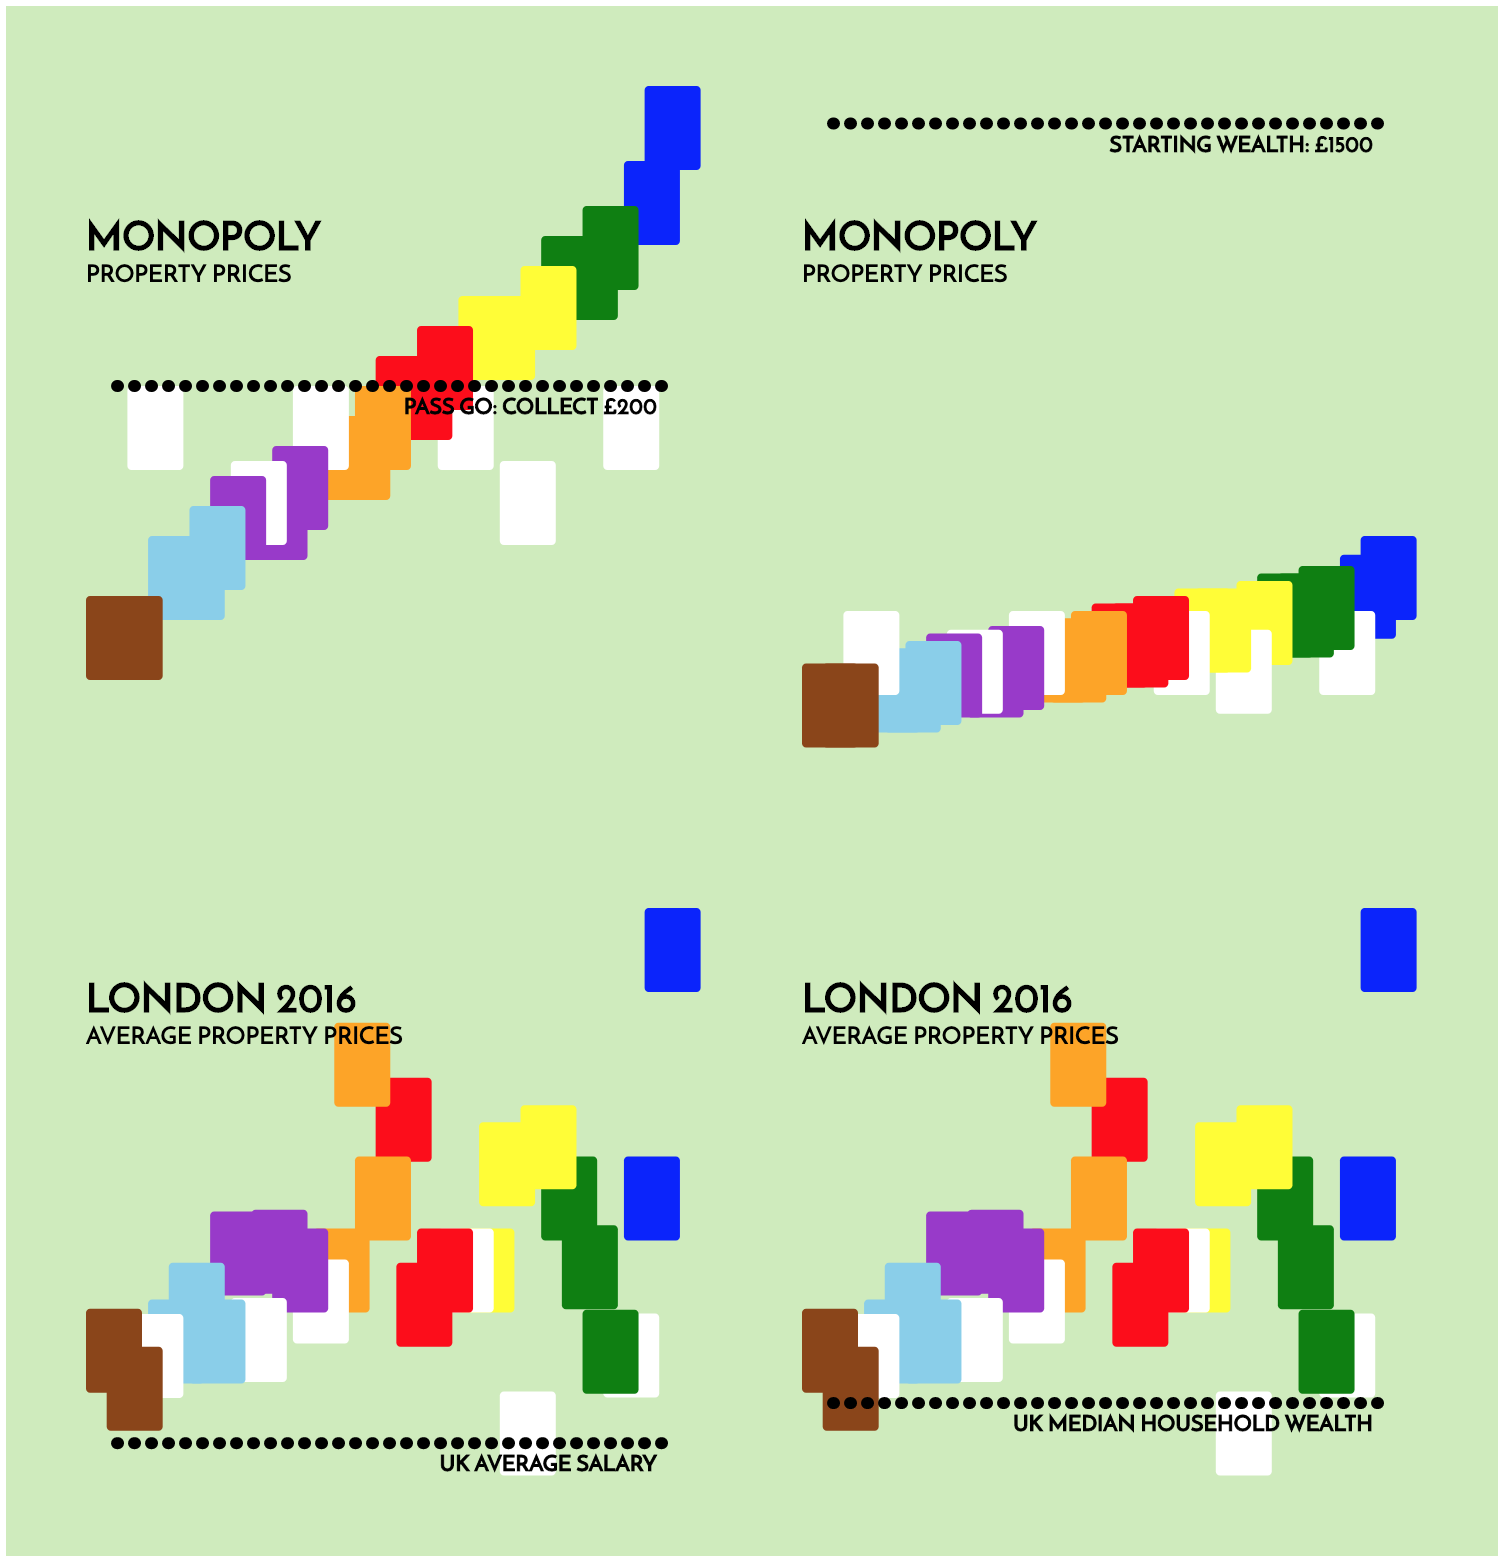 MONOPOLY
PROPERTY PRICES
PASS GO: COLLECT £200
STARTING WEALTH: £1500
MONOPOLY
PROPERTY PRICES
LONDON 2016
AVERAGE PROPERTY PRICES
UK AVERAGE SALARY
LONDON 2016
AVERAGE PROPERTY PRICES
UK MEDIAN HOUSEHOLD WEALTH